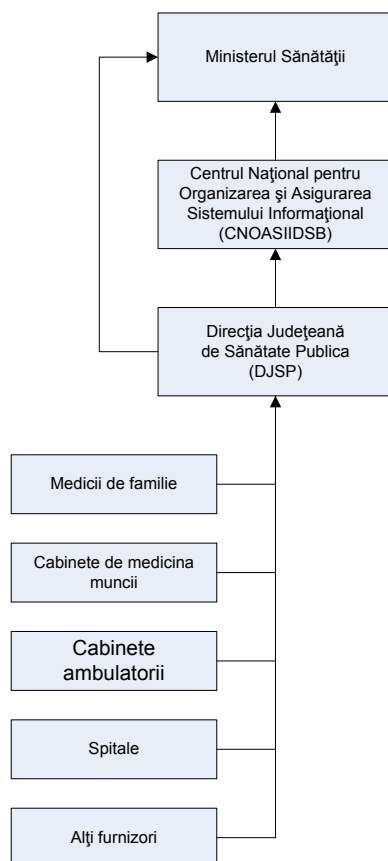 Ministerul Sănătăţii
Centrul Naţional pentru
Organizarea şi Asigurarea
Sistemului Informaţional
(CNOASIIDSB)
Direcţia Judeţeană
de Sănătate Publica
(DJSP)
Medicii de familie
Cabinete de medicina
muncii
Cabinete
ambulatorii
Spitale
Alţi furnizori